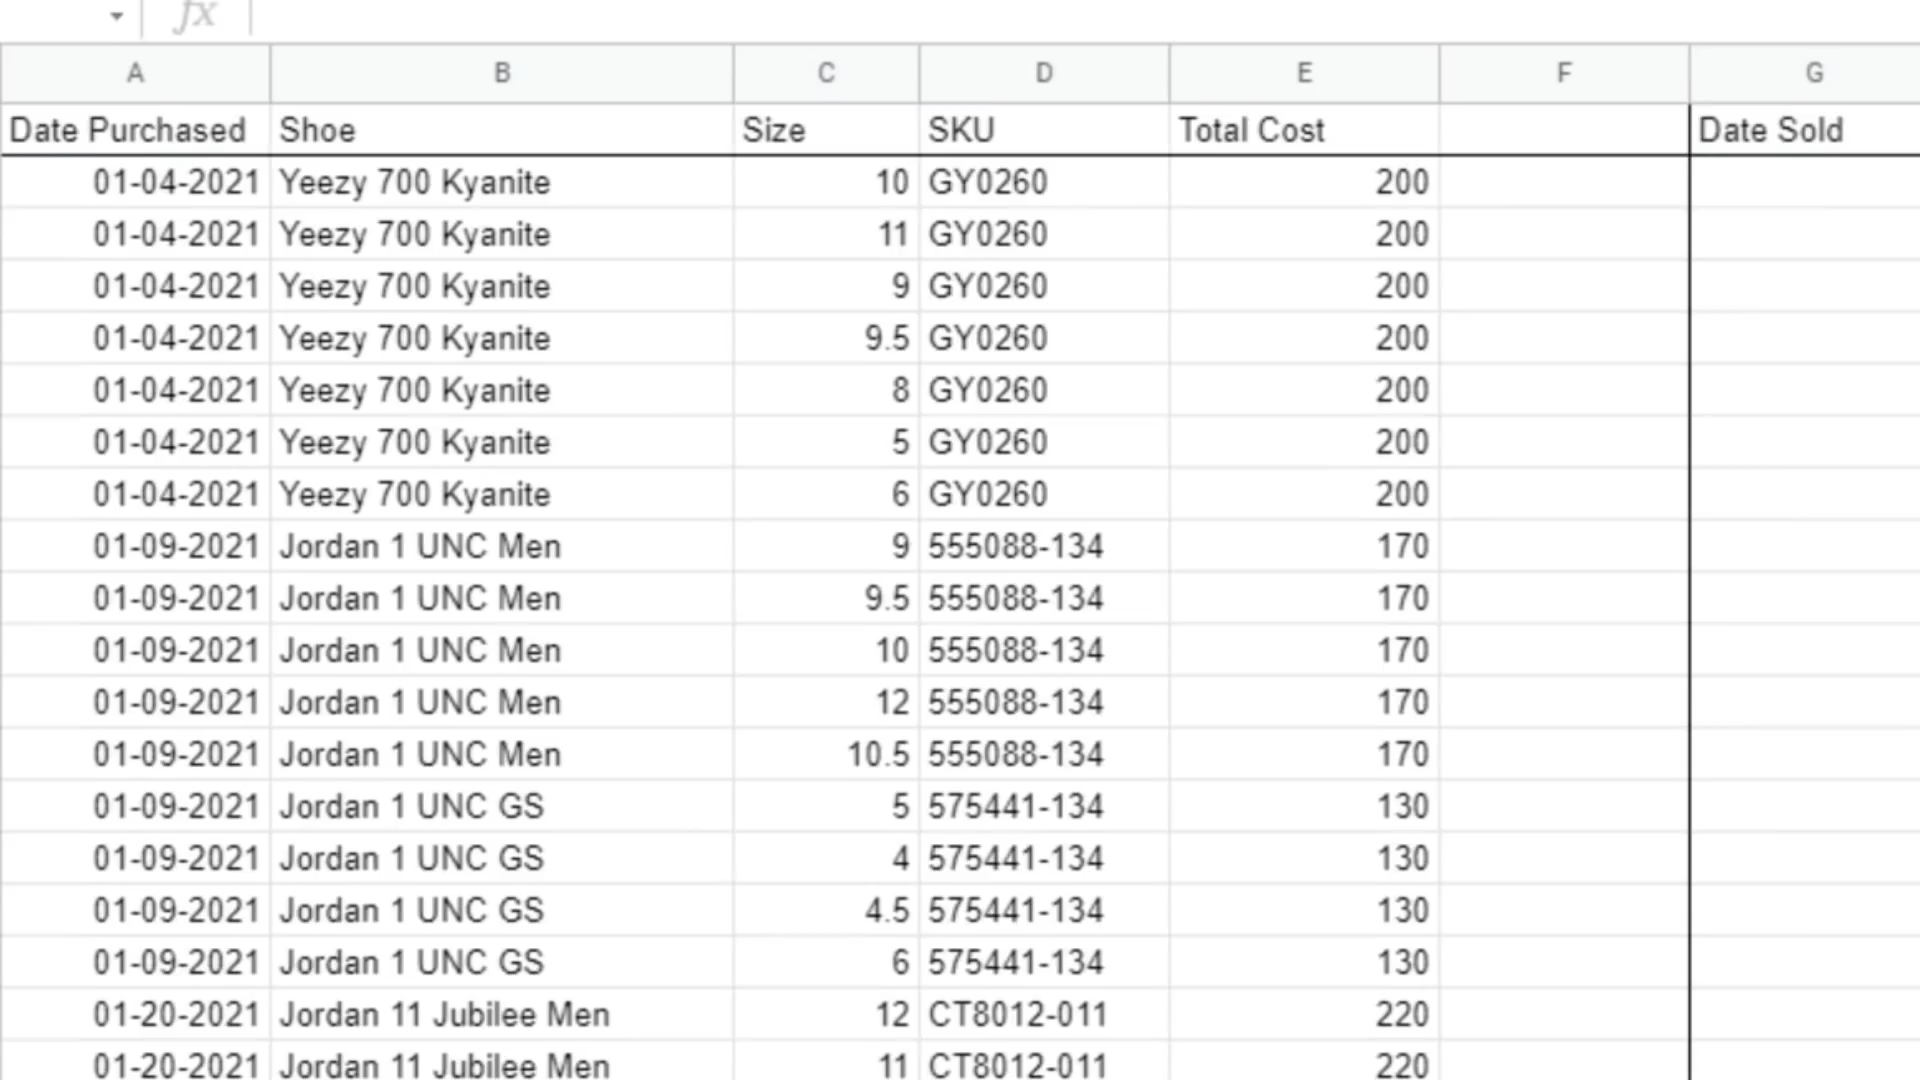 fx
A B C D E F G
Date Purchased Shoe Size SKU Total Cost Date Sold
01-04-2021 Yeezy 700 Kyanite 10 GY0260 200
01-04-2021 Yeezy 700 Kyanite 11 GY0260 200
01-04-2021 Yeezy 700 Kyanite 9 GY0260 200
01-04-2021 Yeezy 700 Kyanite 9.5 GY0260 200
01-04-2021 Yeezy 700 Kyanite 8 GY0260 200
01-04-2021 Yeezy 700 Kyanite 5 GY0260 200
01-04-2021 Yeezy 700 Kyanite 6 GY0260 200
01-09-2021 Jordan 1 UNC Men 9 555088-134 170
01-09-2021 Jordan 1 UNC Men 9.5 555088-134 170
01-09-2021 Jordan 1 UNC Men 10 555088-134 170
01-09-2021 Jordan 1 UNC Men 12 555088-134 170
01-09-2021 Jordan 1 UNC Men 10.5 555088-134 170
01-09-2021 Jordan 1 UNC GS 5 575441-134 130
01-09-2021 Jordan 1 UNC GS 4 575441-134 130
01-09-2021 Jordan 1 UNC GS 4.5 575441-134 130
01-09-2021 Jordan 1 UNC GS 6 575441-134 130
01-20-2021 Jordan 11 Jubilee Men 12 CT8012-011 220
01-20-2021 Jordan 11 Jubilee Men 11 CT8012-011 220